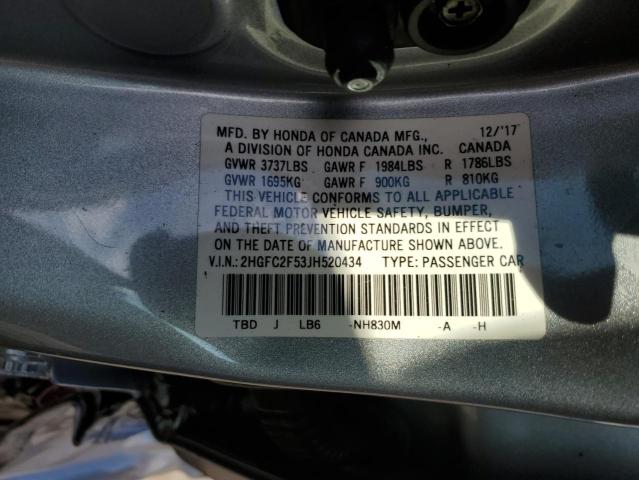 MFD. BY HONDA OF CANADA MFG., 12/'17
A DIVISION OF HONDA CANADA INC. CANADA
GVWR 3737LBS GAWR F 1984LBS R 1786LBS
GVWR 1695KG GAWR F 900KG R 810KG
THIS VEHICLE CONFORMS TO ALL APPLICABLE
FEDERAL MOTOR VEHICLE SAFETY, BUMPER,
AND THEFT PREVENTION STANDARDS IN EFFECT
ON THE DATE OF MANUFACTURE SHOWN ABOVE.
V.I.N.: 2HGFC2F53JH520434 TYPE: PASSENGER CAR
TBD J LB6 -NH830M -A -H